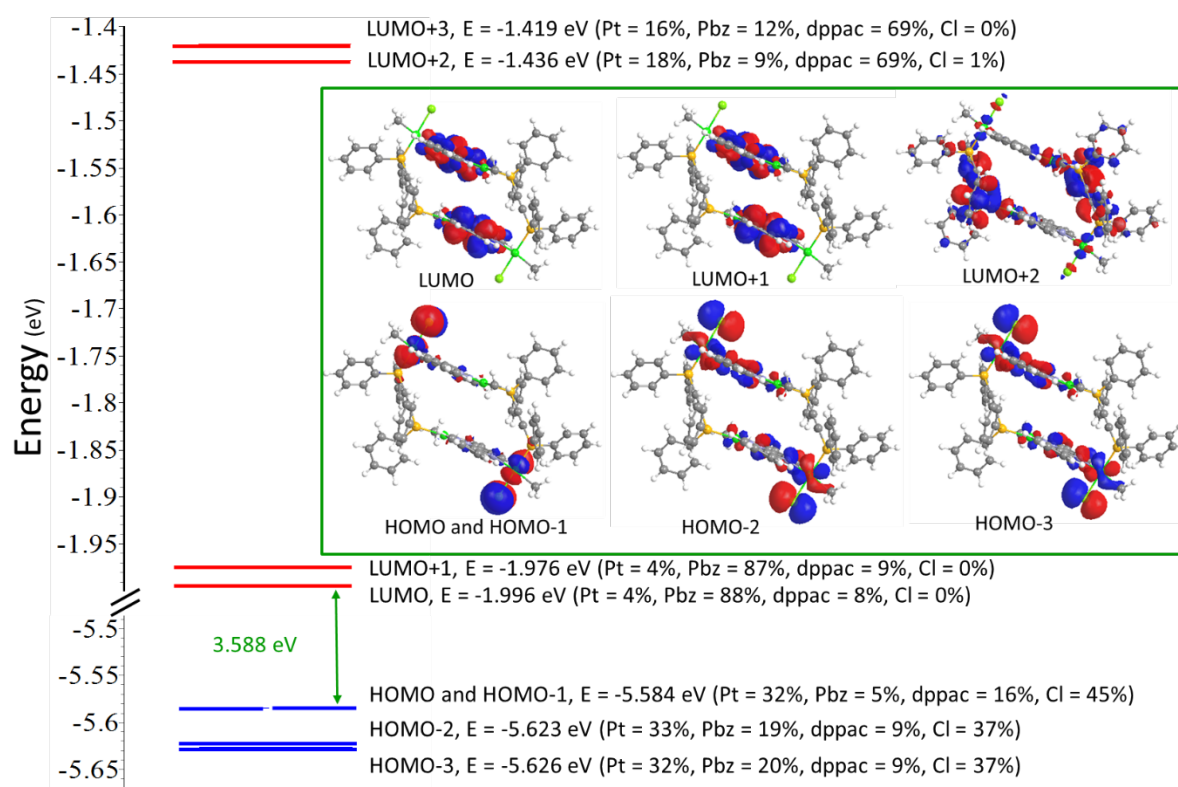 LUMO+3, E = -1.419 eV (Pt = 16%, Pbz = 12%, dppac = 69%, Cl = 0%)
LUMO+2, E = -1.436 eV (Pt = 18%, Pbz = 9%, dppac = 69%, Cl = 1%)
-1.4
-1.45
-1.5
-1.55
-1.6
-1.65
-1.7
-1.75
-1.8
-1.85
-1.9
-1.95
-5.5
-5.55
-5.6
-5.65
Energy (eV)
LUMO
LUMO+1
LUMO+2
HOMO and HOMO-1
HOMO-2
HOMO-3
LUMO+1, E = -1.976 eV (Pt = 4%, Pbz = 87%, dppac = 9%, Cl = 0%)
LUMO, E = -1.996 eV (Pt = 4%, Pbz = 88%, dppac = 8%, Cl = 0%)
3.588 eV
HOMO and HOMO-1, E = -5.584 eV (Pt = 32%, Pbz = 5%, dppac = 16%, Cl = 45%)
HOMO-2, E = -5.623 eV (Pt = 33%, Pbz = 19%, dppac = 9%, Cl = 37%)
HOMO-3, E = -5.626 eV (Pt = 32%, Pbz = 20%, dppac = 9%, Cl = 37%)